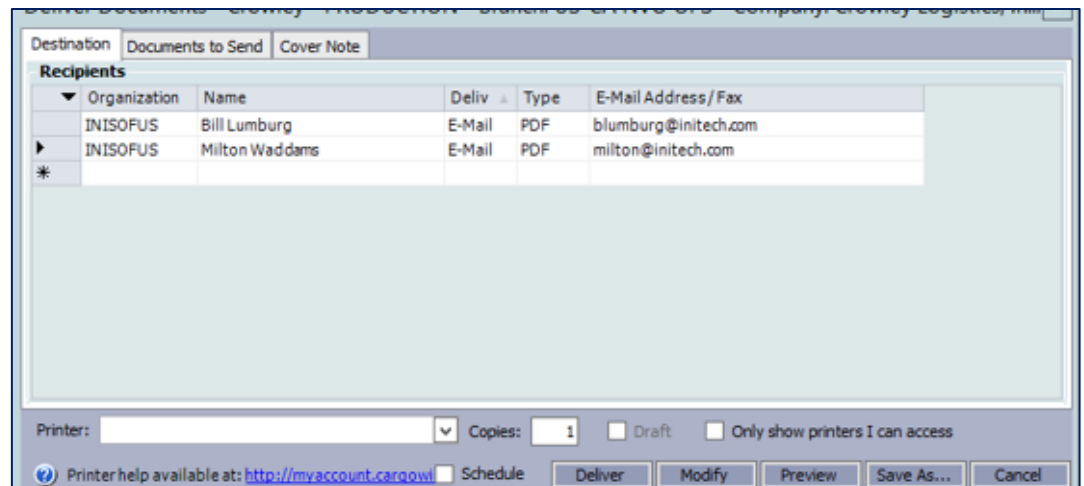 Destination Documents to Send Cover Note
Recipients
Organization Name Deliv Type E-Mail Address / Fax
INISOFUS Bill Lumburg E-Mail PDF blumburg@initech.com
INISOFUS Milton Waddams E-Mail PDF milton@initech.com
Printer: Copies: 1 Draft Only show printers I can access
Printer help available at: http://myaccount.cargowi Schedule Deliver Modify Preview Save As... Cancel